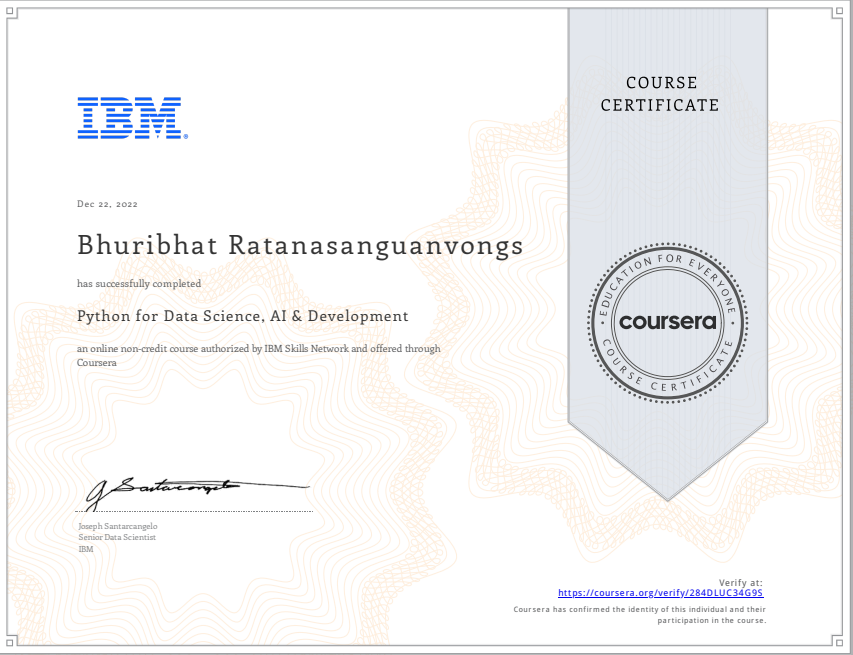 COURSE
CERTIFICATE
IBM®
Dec 22, 2022
Bhuribhat Ratanasanguanvongs
has successfully completed
Python for Data Science, AI & Development
an online non-credit course authorized by IBM Skills Network and offered through
Coursera
EDUCATION FOR EVERYONE
coursera
COURSE CERTIFICATE
J Santarcangelo
Joseph Santarcangelo
Senior Data Scientist
IBM
Verify at:
https://coursera.org/verify/284DLUC34G9S
Coursera has confirmed the identity of this individual and their
participation in the course.